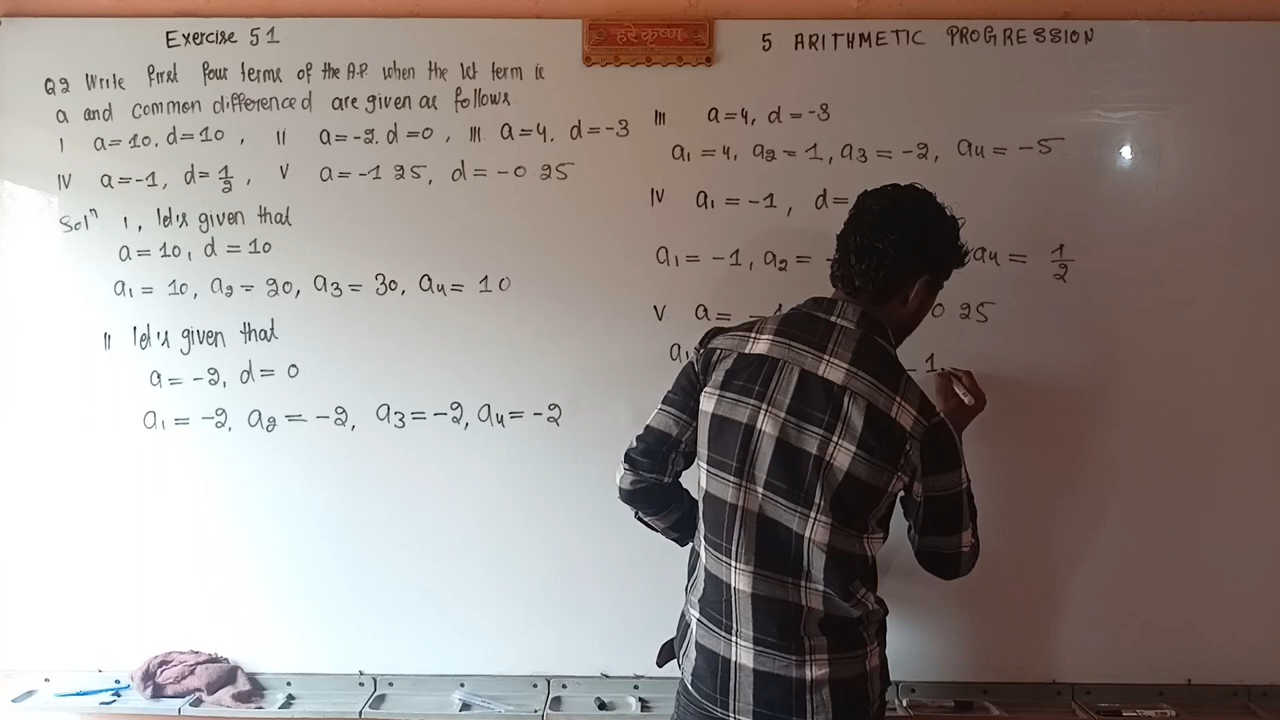 Exercise 51
Q2 Write first four terms of the A.P. when the 1st term is
a and common difference d are given as follows
I a=10, d=10, II a=-2, d=0, III a=4, d=-3
IV a=-1, d=1/2, V a=-1 25, d=-0 25
Solⁿ I, let's given that
a=10, d=10
a1=10, a2=20, a3=30, a4=10
II let's given that
a=-2, d=0
a1=-2, a2=-2, a3=-2, a4=-2
हरे कृष्ण
5 ARITHMETIC PROGRESSION
III a=4, d=-3
a1=4, a2=1, a3=-2, a4=-5
IV a1=-1, d=
a1=-1, a2= a4=1/2
V a= 0 25
a1 -1.